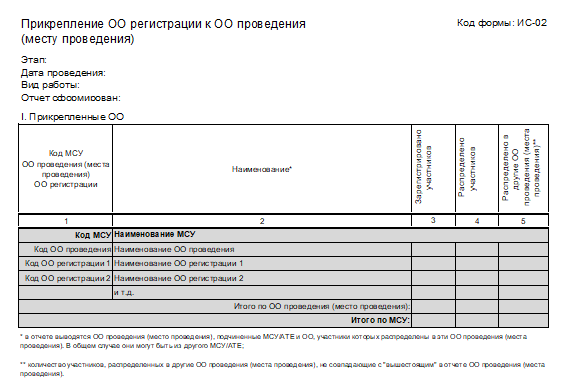 Прикрепление ОО регистрации к ОО проведения
(месту проведения)
Код формы: ИС-02
Этап:
Дата проведения:
Вид работы:
Отчет сформирован:
I. Прикрепленные ОО
Код МСУ
ОО проведения (места
проведения)
ОО регистрации
Наименование*
Зарегистрировано
участников
Распределено
участников
Распределено в
другие ОО
проведения (места
проведения)**
1 2 3 4 5
Код МСУ Наименование МСУ
Код ОО проведения Наименование ОО проведения
Код ОО регистрации 1 Наименование ОО регистрации 1
Код ОО регистрации 2 Наименование ОО регистрации 2
и т.д.
Итого по ОО проведения (место проведения):
Итого по МСУ:
* в отчете выводятся ОО проведения (место проведения), подчиненные МСУ/АТЕ и ОО, участники которых распределены в эти ОО проведения (места
проведения). В общем случае они могут быть из другого МСУ/АТЕ;
** количество участников, распределенных в другие ОО проведения (места проведения), не совпадающие с "вышестоящим" в отчете ОО проведения (места
проведения).